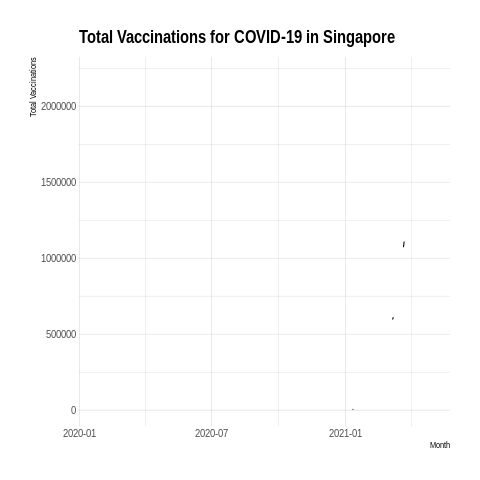 Total Vaccinations for COVID-19 in Singapore
Total Vaccinations
2000000
1500000
1000000
500000
0
2020-01 2020-07 2021-01
Month